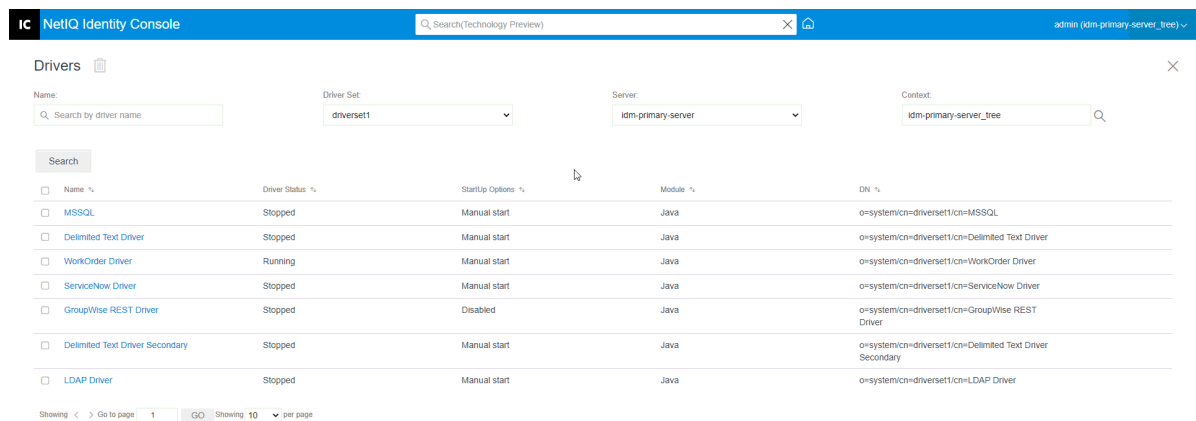 IC NetIQ Identity Console Search(Technology Preview) admin (idm-primary-server_tree)
Drivers
Name: Driver Set: Server: Context:
Search by driver name driverset1 idm-primary-server idm-primary-server_tree
Search
Name Driver Status StartUp Options Module DN
MSSQL Stopped Manual start Java o=system/cn=driverset1/cn=MSSQL
Delimited Text Driver Stopped Manual start Java o=system/cn=driverset1/cn=Delimited Text Driver
WorkOrder Driver Running Manual start Java o=system/cn=driverset1/cn=WorkOrder Driver
ServiceNow Driver Stopped Manual start Java o=system/cn=driverset1/cn=ServiceNow Driver
GroupWise REST Driver Stopped Disabled Java o=system/cn=driverset1/cn=GroupWise REST
Driver
Delimited Text Driver Secondary Stopped Manual start Java o=system/cn=driverset1/cn=Delimited Text Driver
Secondary
LDAP Driver Stopped Manual start Java o=system/cn=driverset1/cn=LDAP Driver
Showing < > Go to page 1 GO Showing 10 per page